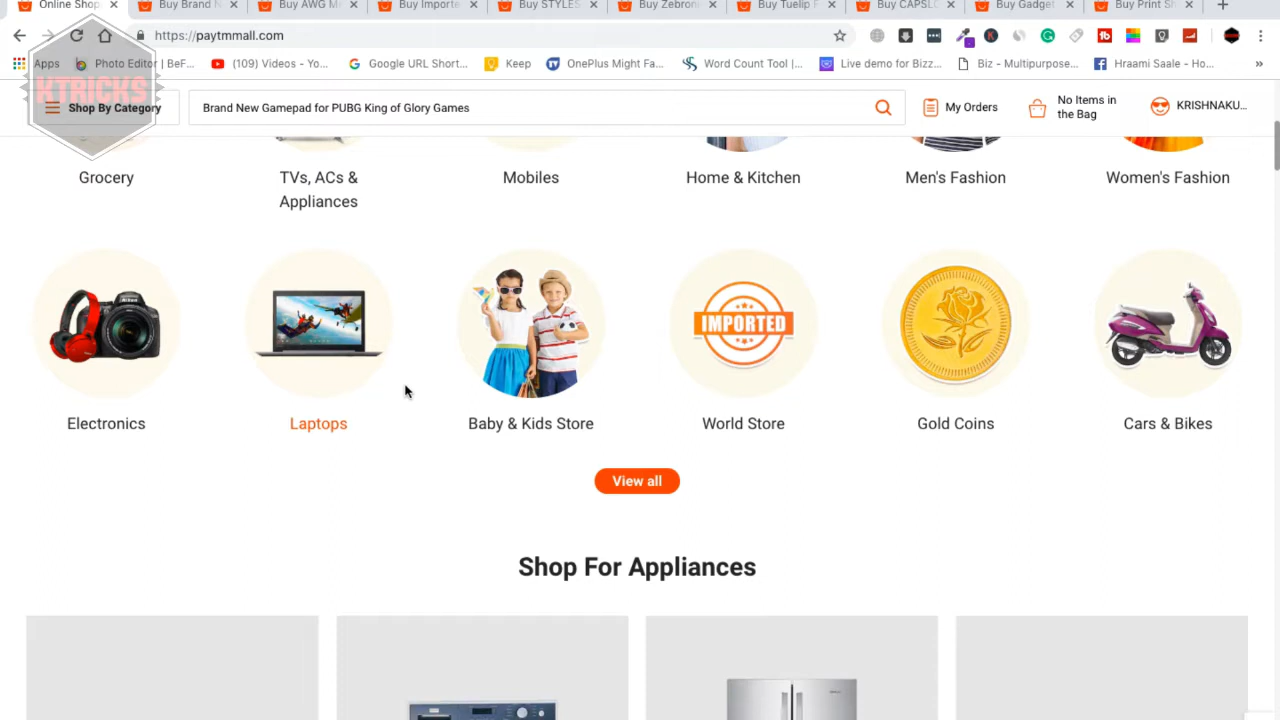 Online Shop
Buy Brand N
Buy AWG M
Buy Importe
Buy STYLES
Buy Zebroni
Buy Tuelip F
Buy CAPSLO
Buy Gadget
Buy Print Sh
https://paytmmall.com
Apps
Photo Editor | BeF...
(109) Videos - Yo...
Google URL Short...
Keep
OnePlus Might Fa...
Word Count Tool |...
Live demo for Bizz...
Biz - Multipurpose...
Hraami Saale - Ho...
»
KTRICKS
Shop By Category
Brand New Gamepad for PUBG King of Glory Games
My Orders
No Items in
the Bag
KRISHNAKU...
Grocery
TVs, ACs &
Appliances
Mobiles
Home & Kitchen
Men's Fashion
Women's Fashion
IMPORTED
Electronics
Laptops
Baby & Kids Store
World Store
Gold Coins
Cars & Bikes
View all
Shop For Appliances